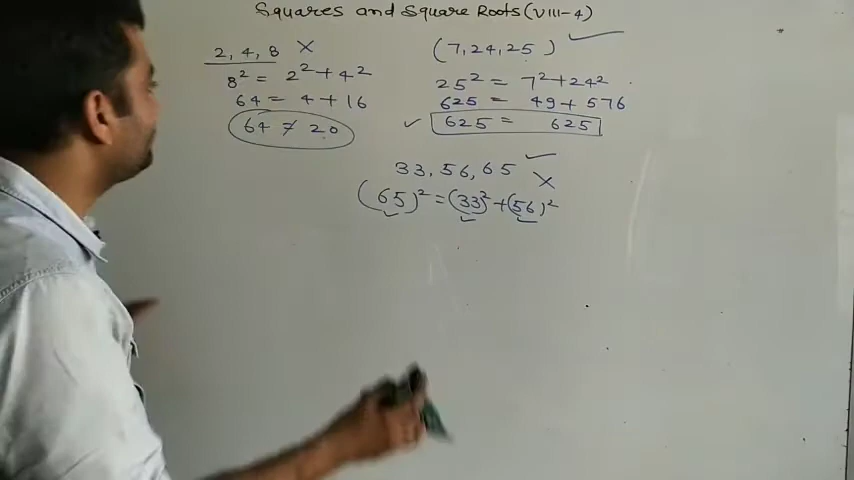 Squares and Square Roots (VIII-4)
2, 4, 8 ✗
8² = 2² + 4²
64 = 4 + 16
64 ≠ 20
(7, 24, 25) ✓
25² = 7² + 24²
625 = 49 + 576
✓ 625 = 625
33, 56, 65 ✓ ✗
(65)² = (33)² + (56)²